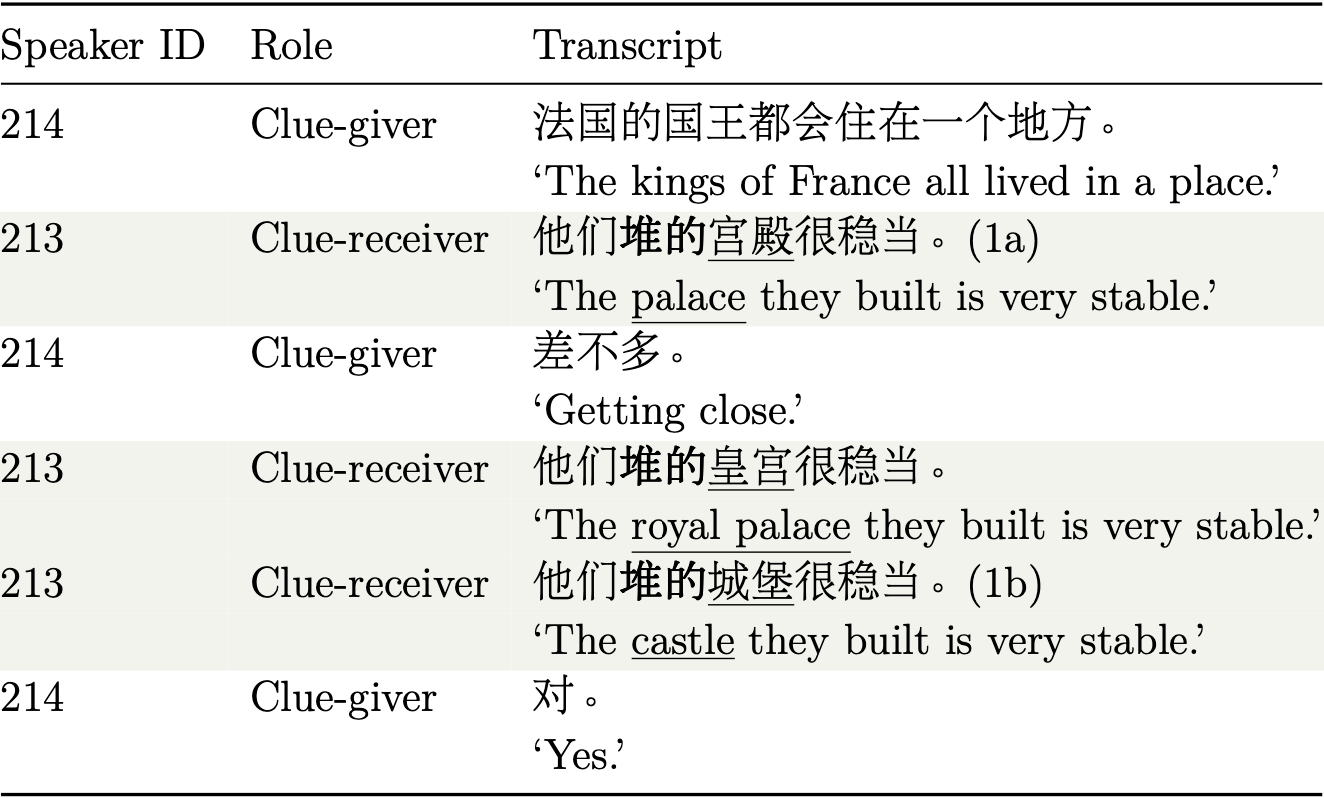 Speaker ID Role Transcript
214 Clue-giver 法国的国王都会住在一个地方。
‘The kings of France all lived in a place.’
213 Clue-receiver 他们堆的宫殿很稳当。(1a)
‘The palace they built is very stable.’
214 Clue-giver 差不多。
‘Getting close.’
213 Clue-receiver 他们堆的皇宫很稳当。
‘The royal palace they built is very stable.’
213 Clue-receiver 他们堆的城堡很稳当。(1b)
‘The castle they built is very stable.’
214 Clue-giver 对。
‘Yes.’